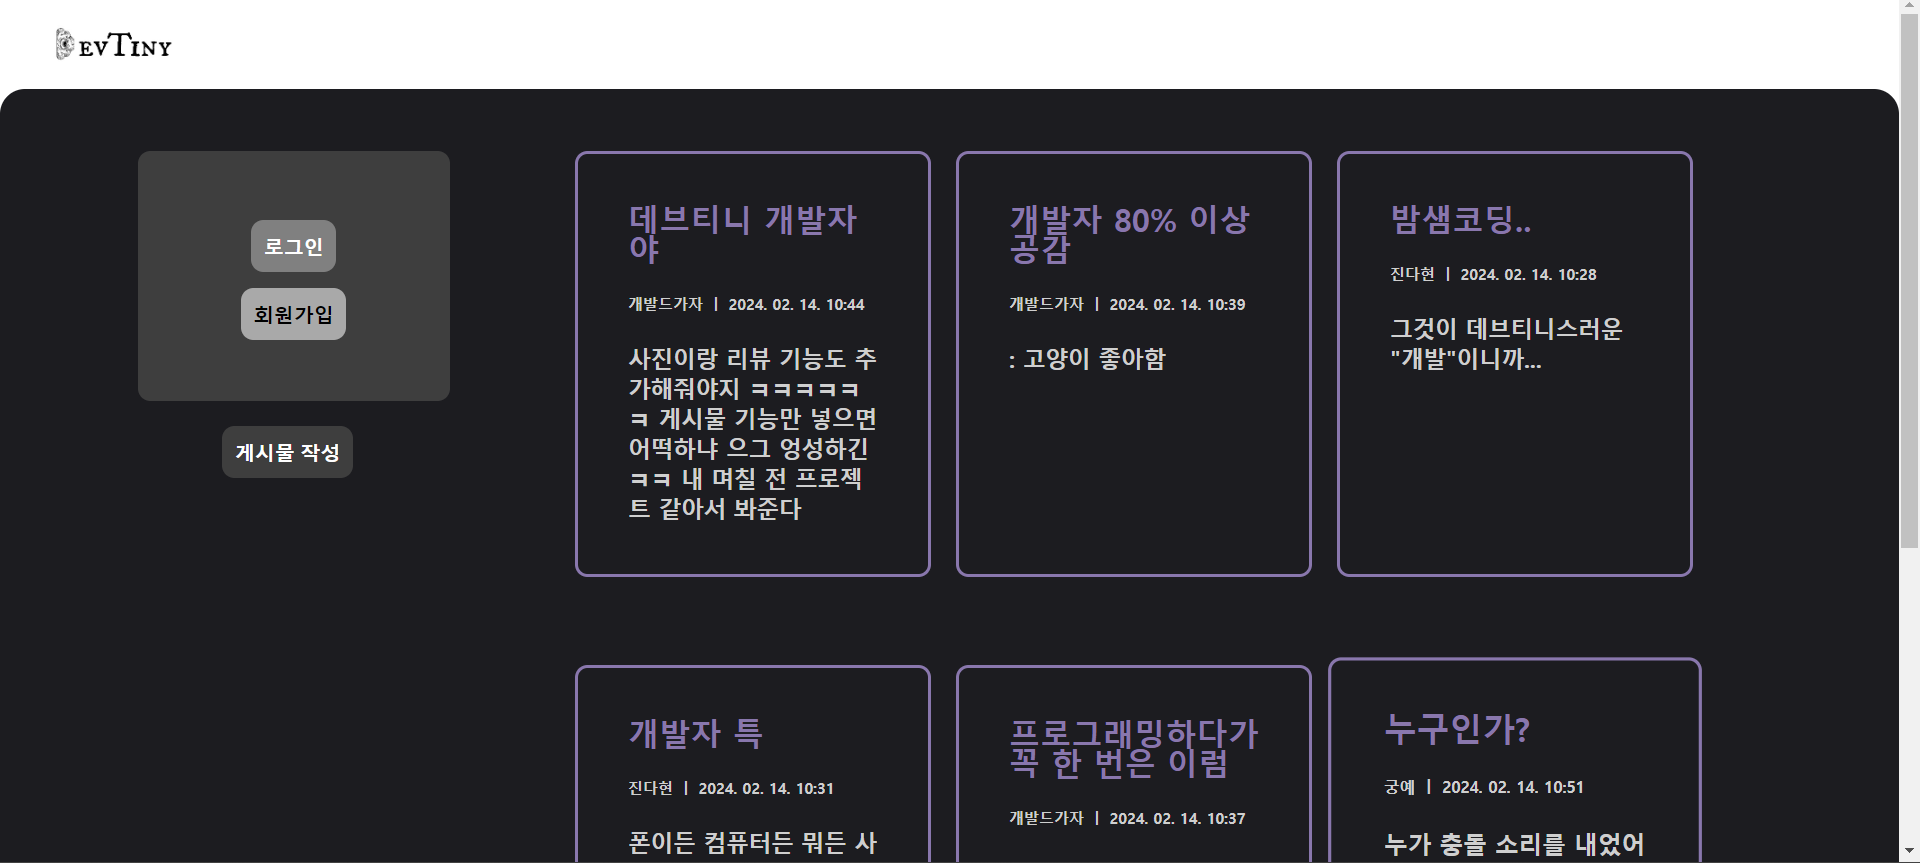 DevTiny
로그인
회원가입
게시물 작성
데브티니 개발자
야
개발드가자 | 2024. 02. 14. 10:44
사진이랑 리뷰 기능도 추
가해줘야지 ㅋㅋㅋㅋㅋ
ㅋ 게시물 기능만 넣으면
어떡하냐 으그 엉성하긴
ㅋㅋ 내 며칠 전 프로젝
트 같아서 봐준다
개발자 80% 이상
공감
개발드가자 | 2024. 02. 14. 10:39
: 고양이 좋아함
밤샘코딩..
진다현 | 2024. 02. 14. 10:28
그것이 데브티니스러운
"개발"이니까...
개발자 특
진다현 | 2024. 02. 14. 10:31
폰이든 컴퓨터든 뭐든 사
프로그래밍하다가
꼭 한 번은 이럼
개발드가자 | 2024. 02. 14. 10:37
누구인가?
궁예 | 2024. 02. 14. 10:51
누가 충돌 소리를 내었어